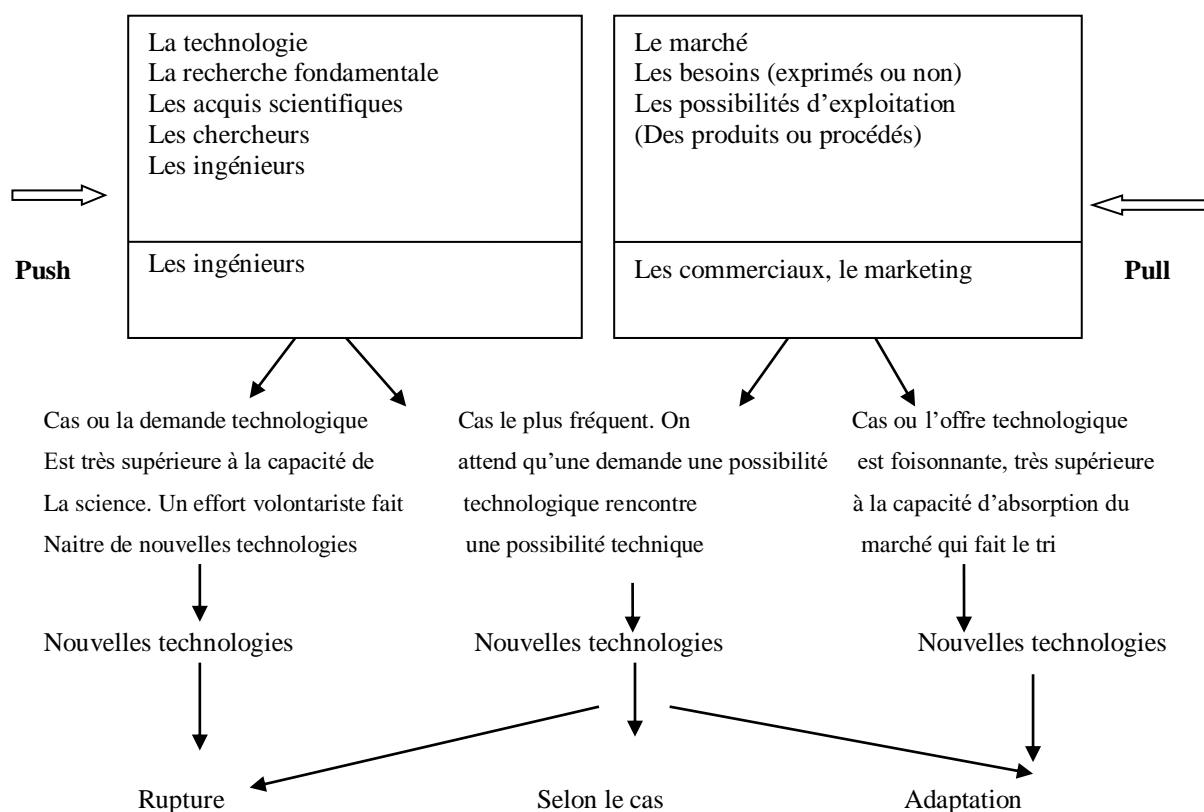 La technologie
La recherche fondamentale
Les acquis scientifiques
Les chercheurs
Les ingénieurs
Le marché
Les besoins (exprimés ou non)
Les possibilités d’exploitation
(Des produits ou procédés)
Push
Les ingénieurs
Les commerciaux, le marketing
Pull
Cas ou la demande technologique
Est très supérieure à la capacité de
La science. Un effort volontariste fait
Naitre de nouvelles technologies
Cas le plus fréquent. On
attend qu’une demande une possibilité
technologique rencontre
une possibilité technique
Cas ou l’offre technologique
est foisonnante, très supérieure
à la capacité d’absorption du
marché qui fait le tri
Nouvelles technologies
Nouvelles technologies
Nouvelles technologies
Rupture
Selon le cas
Adaptation